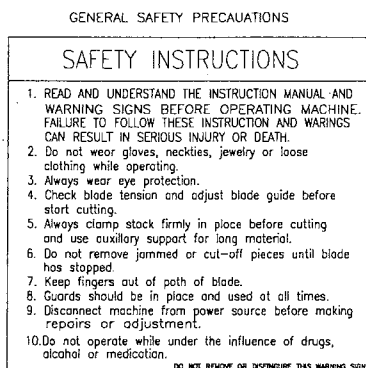 GENERAL SAFETY PRECAUATIONS
SAFETY INSTRUCTIONS
1. READ AND UNDERSTAND THE INSTRUCTION MANUAL AND
WARNING SIGNS BEFORE OPERATING MACHINE.
FAILURE TO FOLLOW THESE INSTRUCTION AND WARINGS
CAN RESULT IN SERIOUS INJURY OR DEATH.
2. Do not wear gloves, neckties, jewelry or loose
clothing while operating.
3. Always wear eye protection.
4. Check blade tension and adjust blade guide before
start cutting.
5. Always clamp stock firmly in place before cutting
and use auxillary support for long material.
6. Do not remove jammed or cut-off pieces until blade
has stopped.
7. Keep fingers out of path of blade.
8. Guards should be in place and used at all times.
9. Disconnect machine from power source before making
repairs or adjustment.
10.Do not operate while under the influence of drugs,
alcohol or medication.
DO NOT REMOVE OR DISFINGURE THIS WARNING SIGN